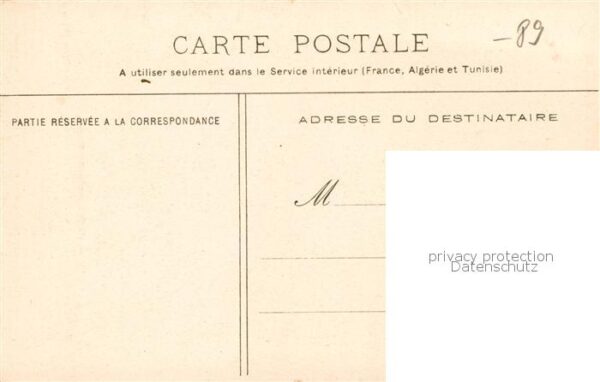 – 89
CARTE POSTALE
A utiliser seulement dans le Service intérieur (France, Algérie et Tunisie)
PARTIE RÉSERVÉE A LA CORRESPONDANCE
ADRESSE DU DESTINATAIRE
M
privacy protection
Datenschutz